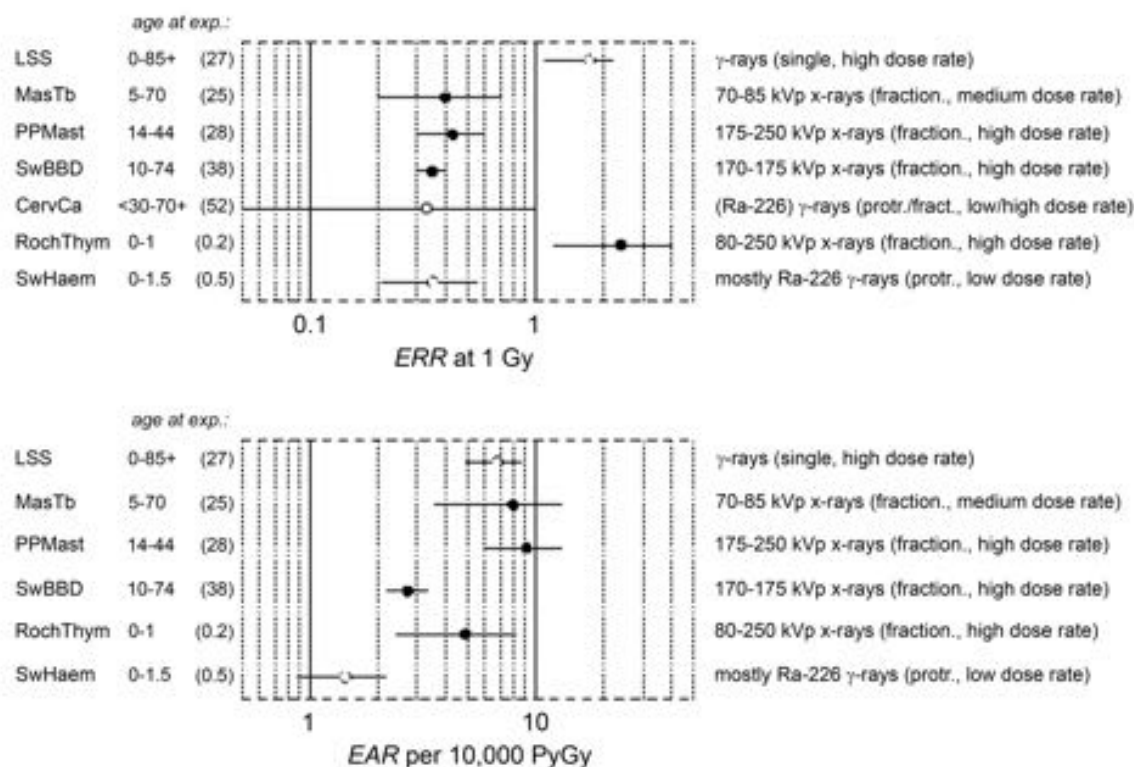 age at exp.:
LSS 0-85+ (27) γ-rays (single, high dose rate)
MasTb 5-70 (25) 70-85 kVp x-rays (fraction., medium dose rate)
PPMast 14-44 (28) 175-250 kVp x-rays (fraction., high dose rate)
SwBBD 10-74 (38) 170-175 kVp x-rays (fraction., high dose rate)
CervCa <30-70+ (52) (Ra-226) γ-rays (protr./fract., low/high dose rate)
RochThym 0-1 (0.2) 80-250 kVp x-rays (fraction., high dose rate)
SwHaem 0-1.5 (0.5) mostly Ra-226 γ-rays (protr., low dose rate)
0.1 1
ERR at 1 Gy
age at exp.:
LSS 0-85+ (27) γ-rays (single, high dose rate)
MasTb 5-70 (25) 70-85 kVp x-rays (fraction., medium dose rate)
PPMast 14-44 (28) 175-250 kVp x-rays (fraction., high dose rate)
SwBBD 10-74 (38) 170-175 kVp x-rays (fraction., high dose rate)
RochThym 0-1 (0.2) 80-250 kVp x-rays (fraction., high dose rate)
SwHaem 0-1.5 (0.5) mostly Ra-226 γ-rays (protr., low dose rate)
1 10
EAR per 10,000 PyGy